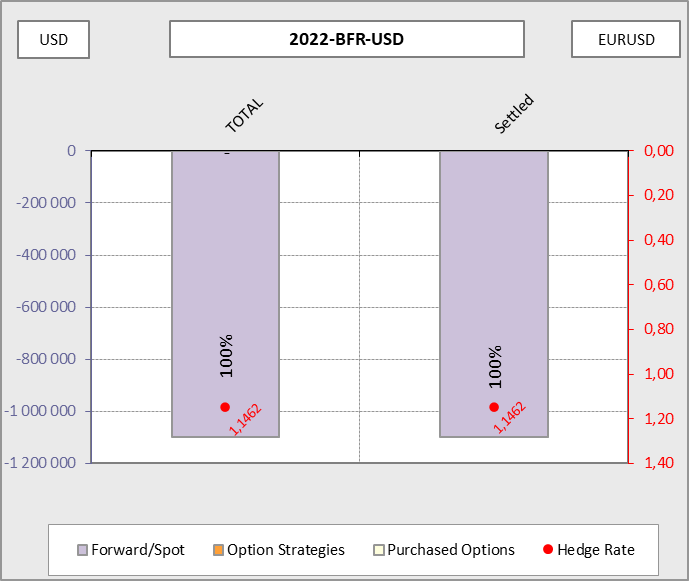 USD
2022-BFR-USD
EURUSD
TOTAL
Settled
0
-200 000
-400 000
-600 000
-800 000
-1 000 000
-1 200 000
0,00
0,20
0,40
0,60
0,80
1,00
1,20
1,40
100%
1,1462
100%
1,1462
Forward/Spot
Option Strategies
Purchased Options
Hedge Rate